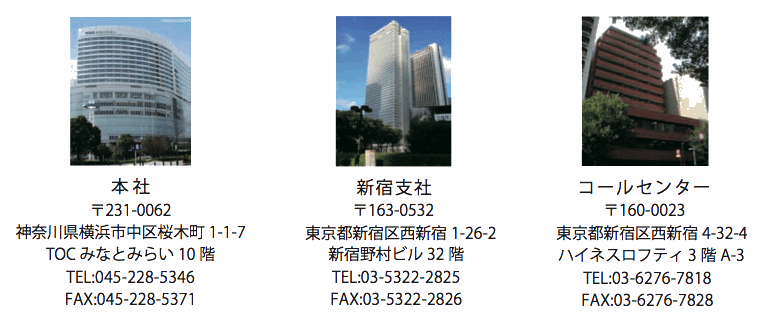 本社
〒231-0062
神奈川県横浜市中区桜木町 1-1-7
TOC みなとみらい 10 階
TEL:045-228-5346
FAX:045-228-5371
新宿支社
〒163-0532
東京都新宿区西新宿 1-26-2
新宿野村ビル 32 階
TEL:03-5322-2825
FAX:03-5322-2826
コールセンター
〒160-0023
東京都新宿区西新宿 4-32-4
ハイネスロフティ 3 階 A-3
TEL:03-6276-7818
FAX:03-6276-7828